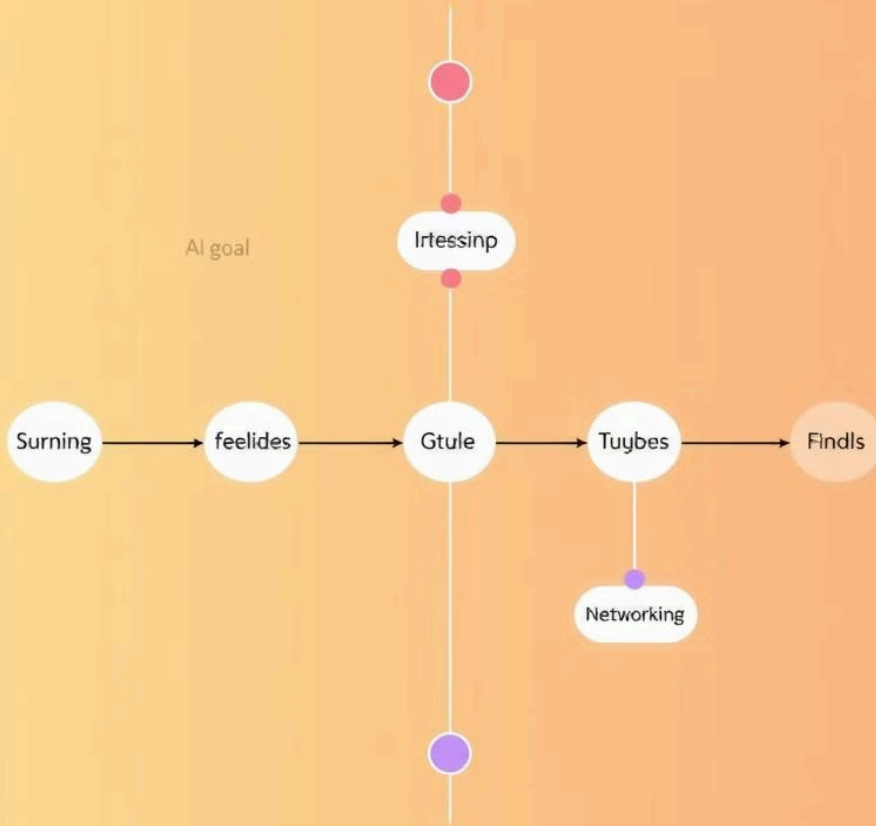 Irtessinp
AI goal
Surning
feelides
Gtule
Tuybes
Findls
Networking